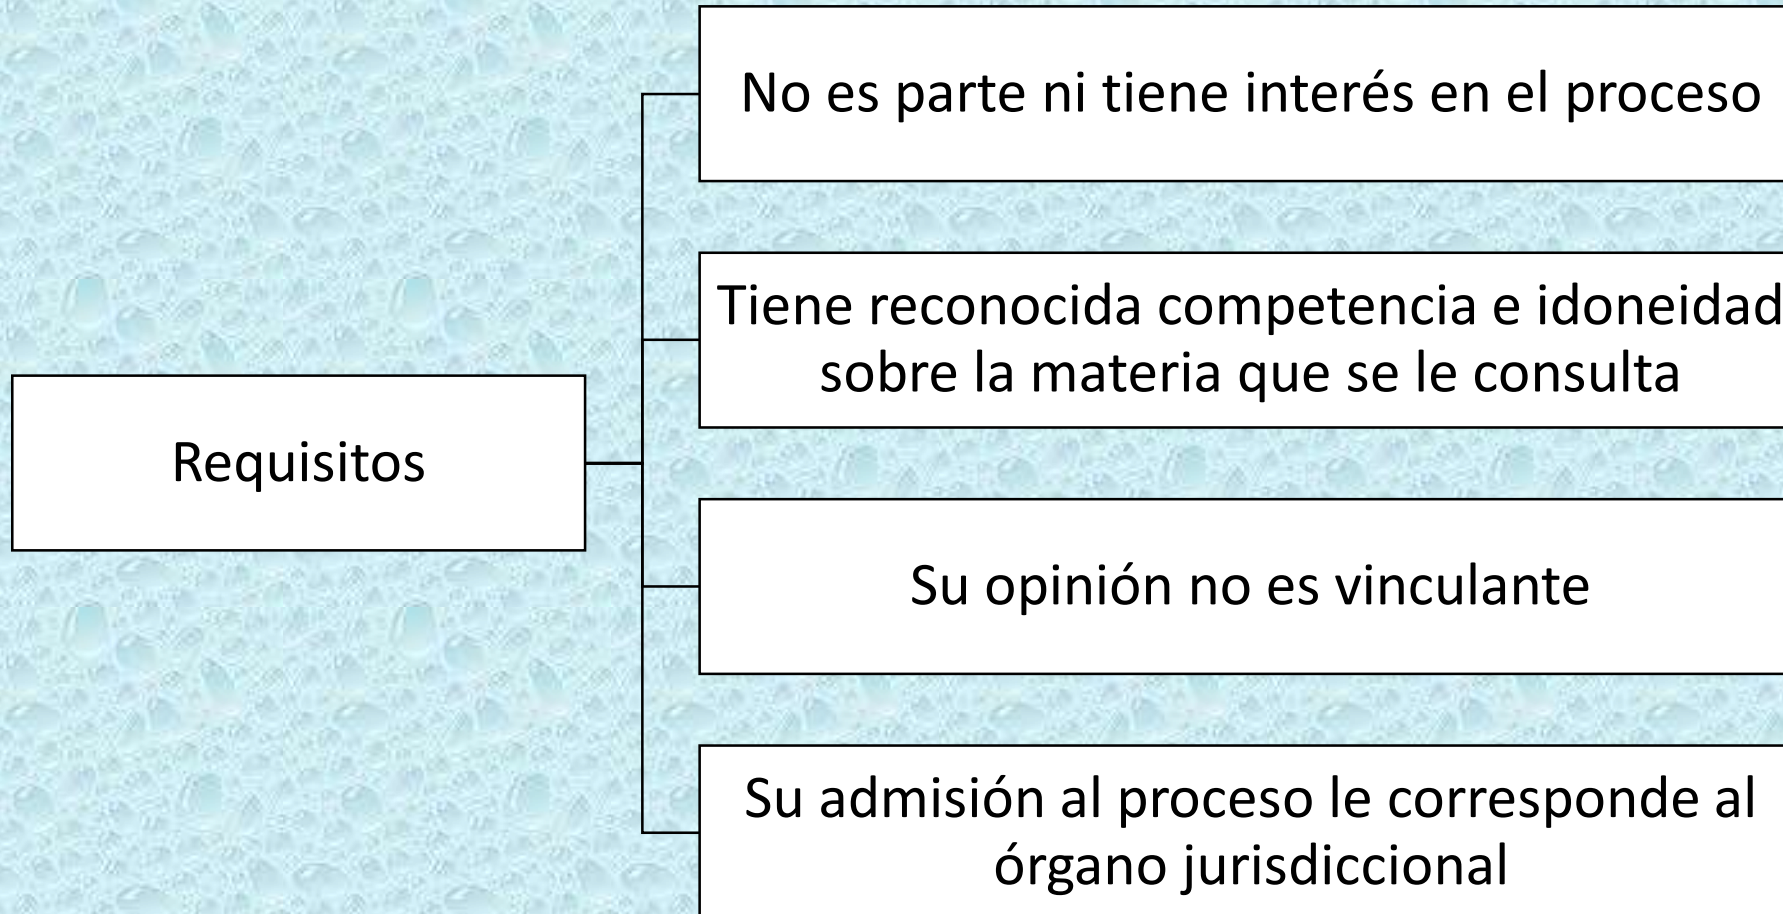 No es parte ni tiene interés en el proceso
Tiene reconocida competencia e idoneidad
sobre la materia que se le consulta
Requisitos
Su opinión no es vinculante
Su admisión al proceso le corresponde al
órgano jurisdiccional